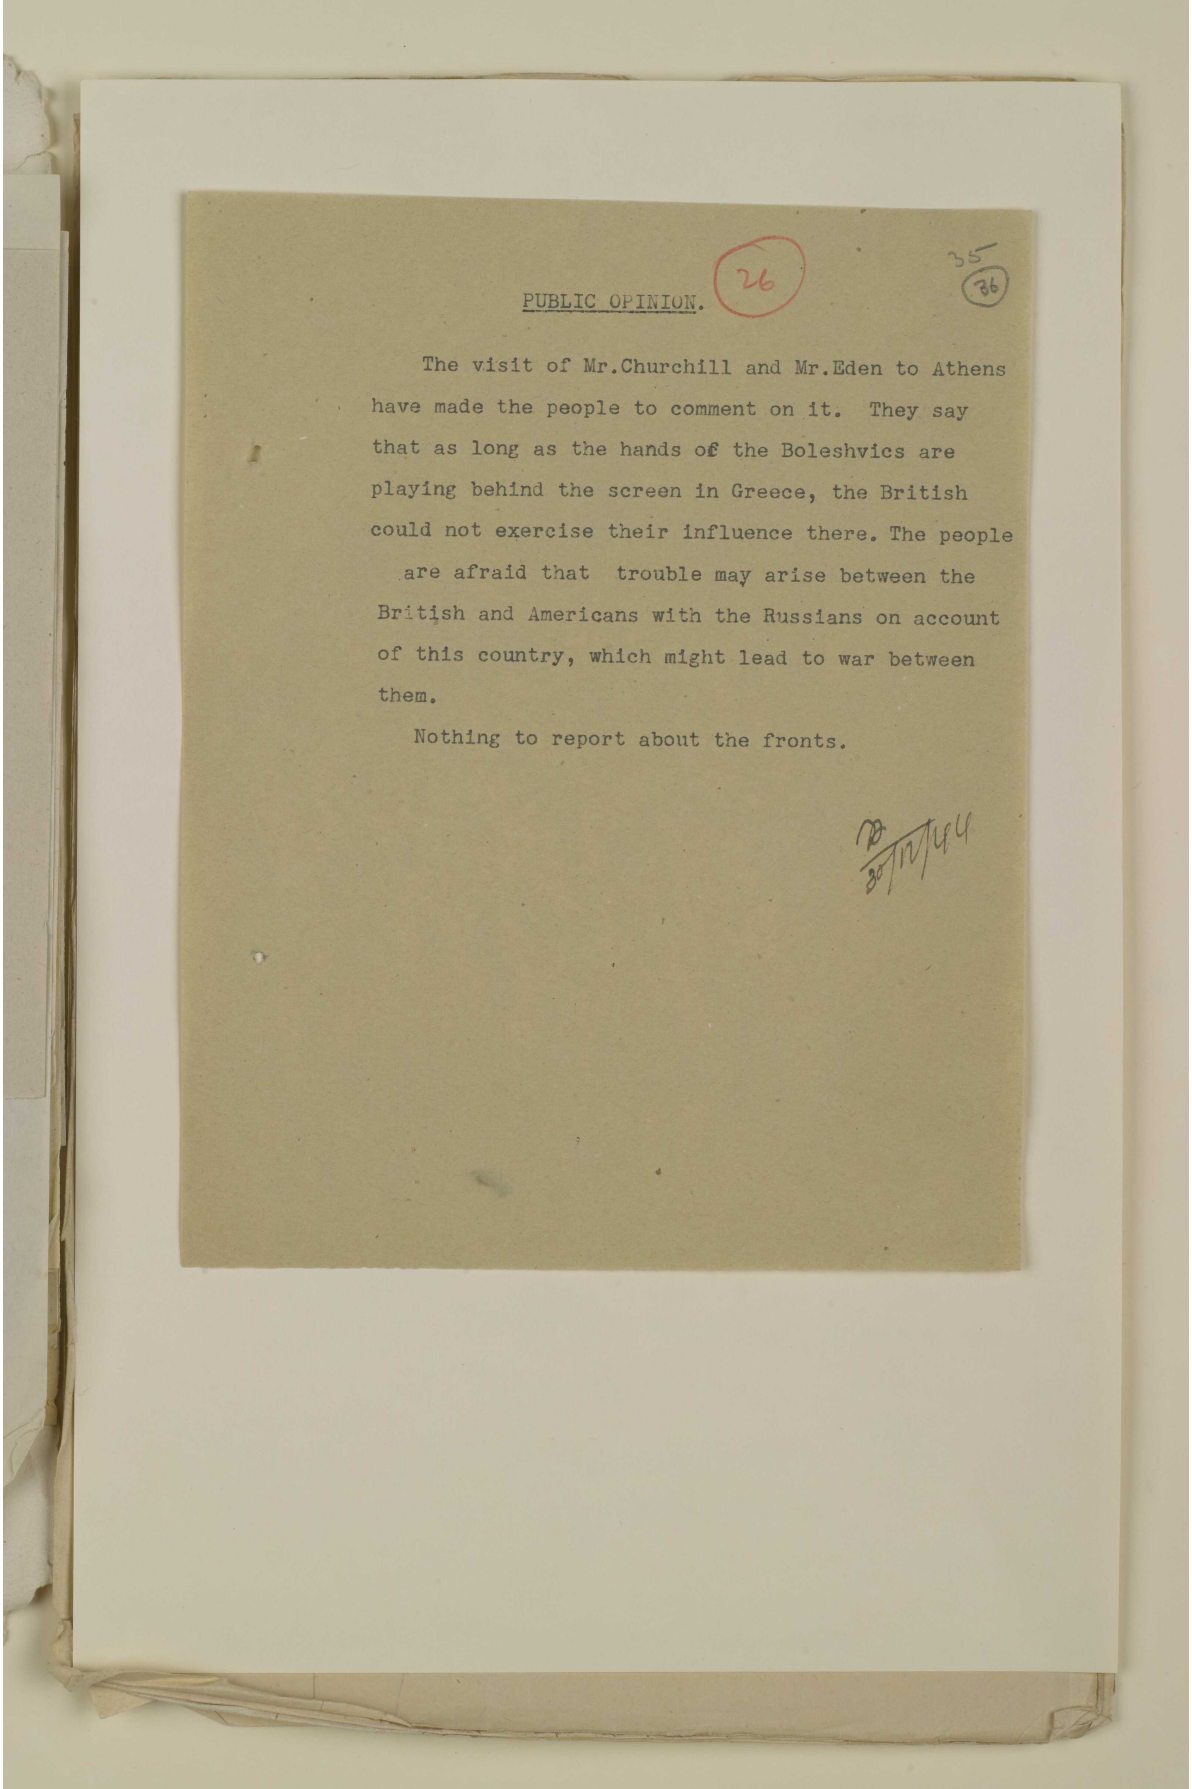 26
35
36
PUBLIC OPINION.
The visit of Mr.Churchill and Mr.Eden to Athens
have made the people to comment on it. They say
that as long as the hands of the Boleshvics are
playing behind the screen in Greece, the British
could not exercise their influence there. The people
are afraid that trouble may arise between the
British and Americans with the Russians on account
of this country, which might lead to war between
them.
Nothing to report about the fronts.
30/12/44